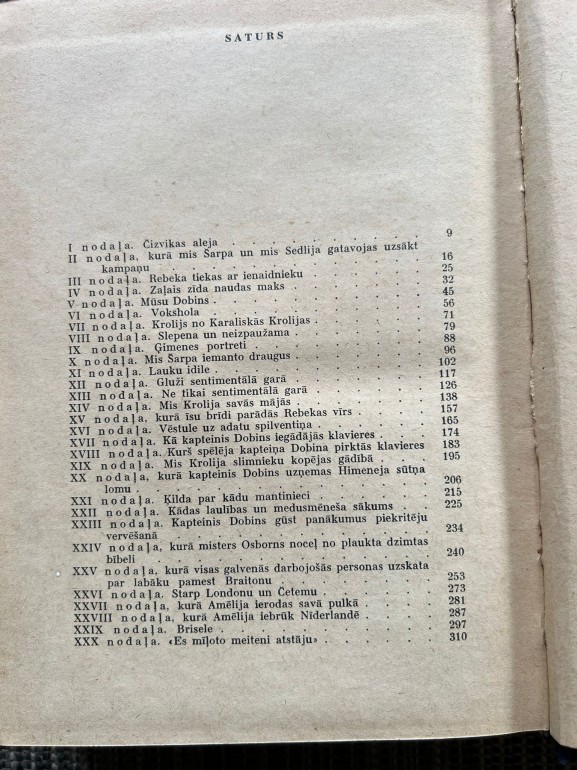 SATURS
I nodaļa. Čizvikas aleja . . . . . . . . . . . 9
II nodaļa, kurā mis Šarpa un mis Sedlija gatavojas uzsākt
kampaņu . . . . . . . . . . . 16
III nodaļa. Rebeka tiekas ar ienaidnieku . . . . . . 25
IV nodaļa. Zaļais zīda naudas maks . . . . . . . 32
V nodaļa. Mūsu Dobins . . . . . . . . . . . 45
VI nodaļa. Vokshola . . . . . . . . . . . 56
VII nodaļa. Krolijs no Karaliskās Krolijas . . . . . 71
VIII nodaļa. Slepena un neizpaužama . . . . . . 79
IX nodaļa. Ģimenes portreti . . . . . . . . . 88
X nodaļa. Mis Šarpa iemanto draugus . . . . . . 96
XI nodaļa. Lauku idile . . . . . . . . . . 102
XII nodaļa. Gluži sentimentālā garā . . . . . . 117
XIII nodaļa. Ne tikai sentimentālā garā . . . . . 126
XIV nodaļa. Mis Krolija savās mājās . . . . . . 138
XV nodaļa, kurā īsu brīdi parādās Rebekas vīrs . . . . 157
XVI nodaļa. Vēstule uz adatu spilventiņa . . . . . 165
XVII nodaļa. Kā kapteinis Dobins iegādājās klavieres . . . 174
XVIII nodaļa. Kurš spēlēja kapteiņa Dobina pirktās klavieres 183
XIX nodaļa. Mis Krolija slimnieku kopējas gādībā . . . . 195
XX nodaļa, kurā kapteinis Dobins uzņemas Himeneja sūtņa
lomu . . . . . . . . . . . . 206
XXI nodaļa. Ķilda par kādu mantinieci . . . . . . 215
XXII nodaļa. Kādas laulības un medusmēneša sākums . . . 225
XXIII nodaļa. Kapteinis Dobins gūst panākumus piekritēju
vervēšanā . . . . . . . . . . . 234
XXIV nodaļa, kurā misters Osborns noceļ no plaukta dzimtas
bībeli . . . . . . . . . . . . 240
XXV nodaļa, kurā visas galvenās darbojošās personas uzskata
par labāku pamest Braitonu . . . . . . . 253
XXVI nodaļa. Starp Londonu un Četemu . . . . . . 273
XXVII nodaļa, kurā Amēlija ierodas savā pulkā . . . . 281
XXVIII nodaļa, kurā Amēlija iebrūk Nīderlandē . . . . 287
XXIX nodaļa. Brisele . . . . . . . . . . . 297
XXX nodaļa. «Es mīļoto meiteni atstāju» . . . . . . 310